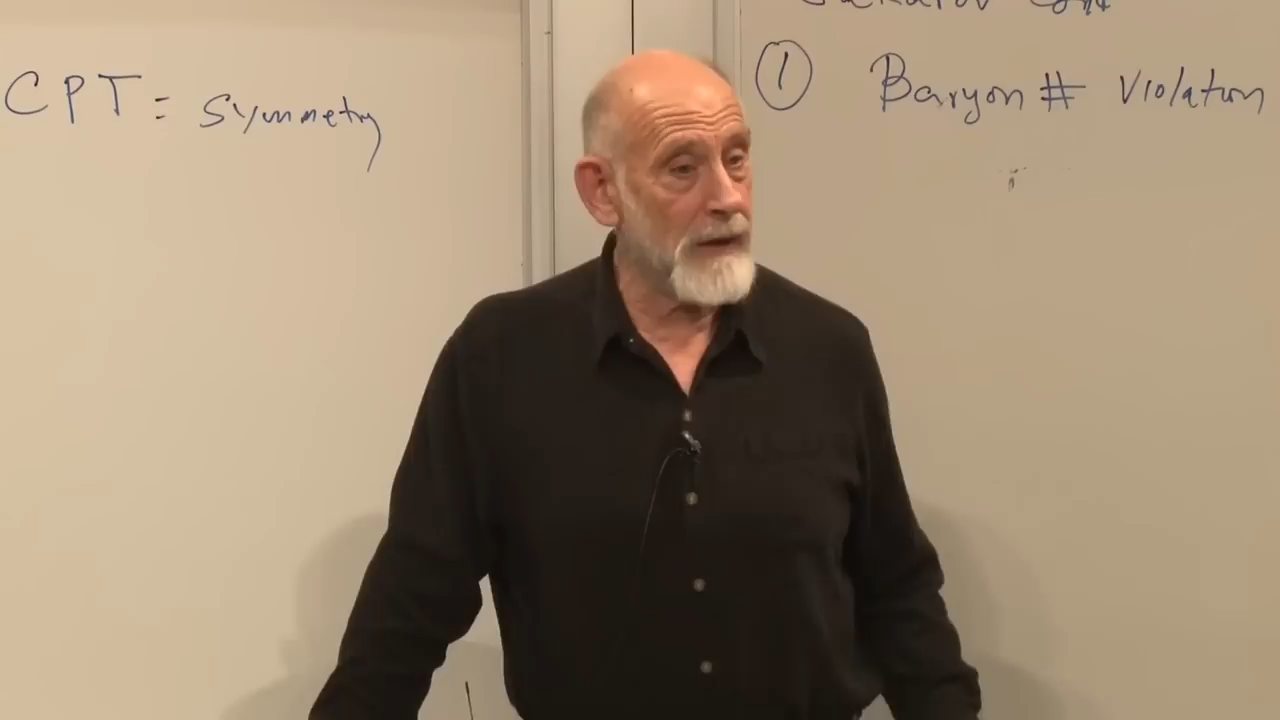 CPT = Symmetry
① Baryon # Violation